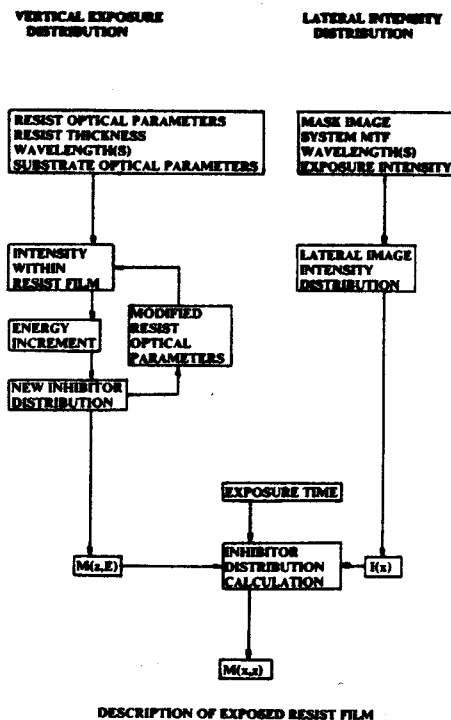 VERTICAL EXPOSURE
DISTRIBUTION
LATERAL INTENSITY
DISTRIBUTION
RESIST OPTICAL PARAMETERS
RESIST THICKNESS
WAVELENGTH(S)
SUBSTRATE OPTICAL PARAMETERS
MASK IMAGE
SYSTEM MTF
WAVELENGTH(S)
EXPOSURE INTENSITY
INTENSITY
WITHIN
RESIST FILM
LATERAL IMAGE
INTENSITY
DISTRIBUTION
ENERGY
INCREMENT
MODIFIED
RESIST
OPTICAL
PARAMETERS
NEW INHIBITOR
DISTRIBUTION
EXPOSURE TIME
M(z,E)
INHIBITOR
DISTRIBUTION
CALCULATION
I(x)
M(x,z)
DESCRIPTION OF EXPOSED RESIST FILM